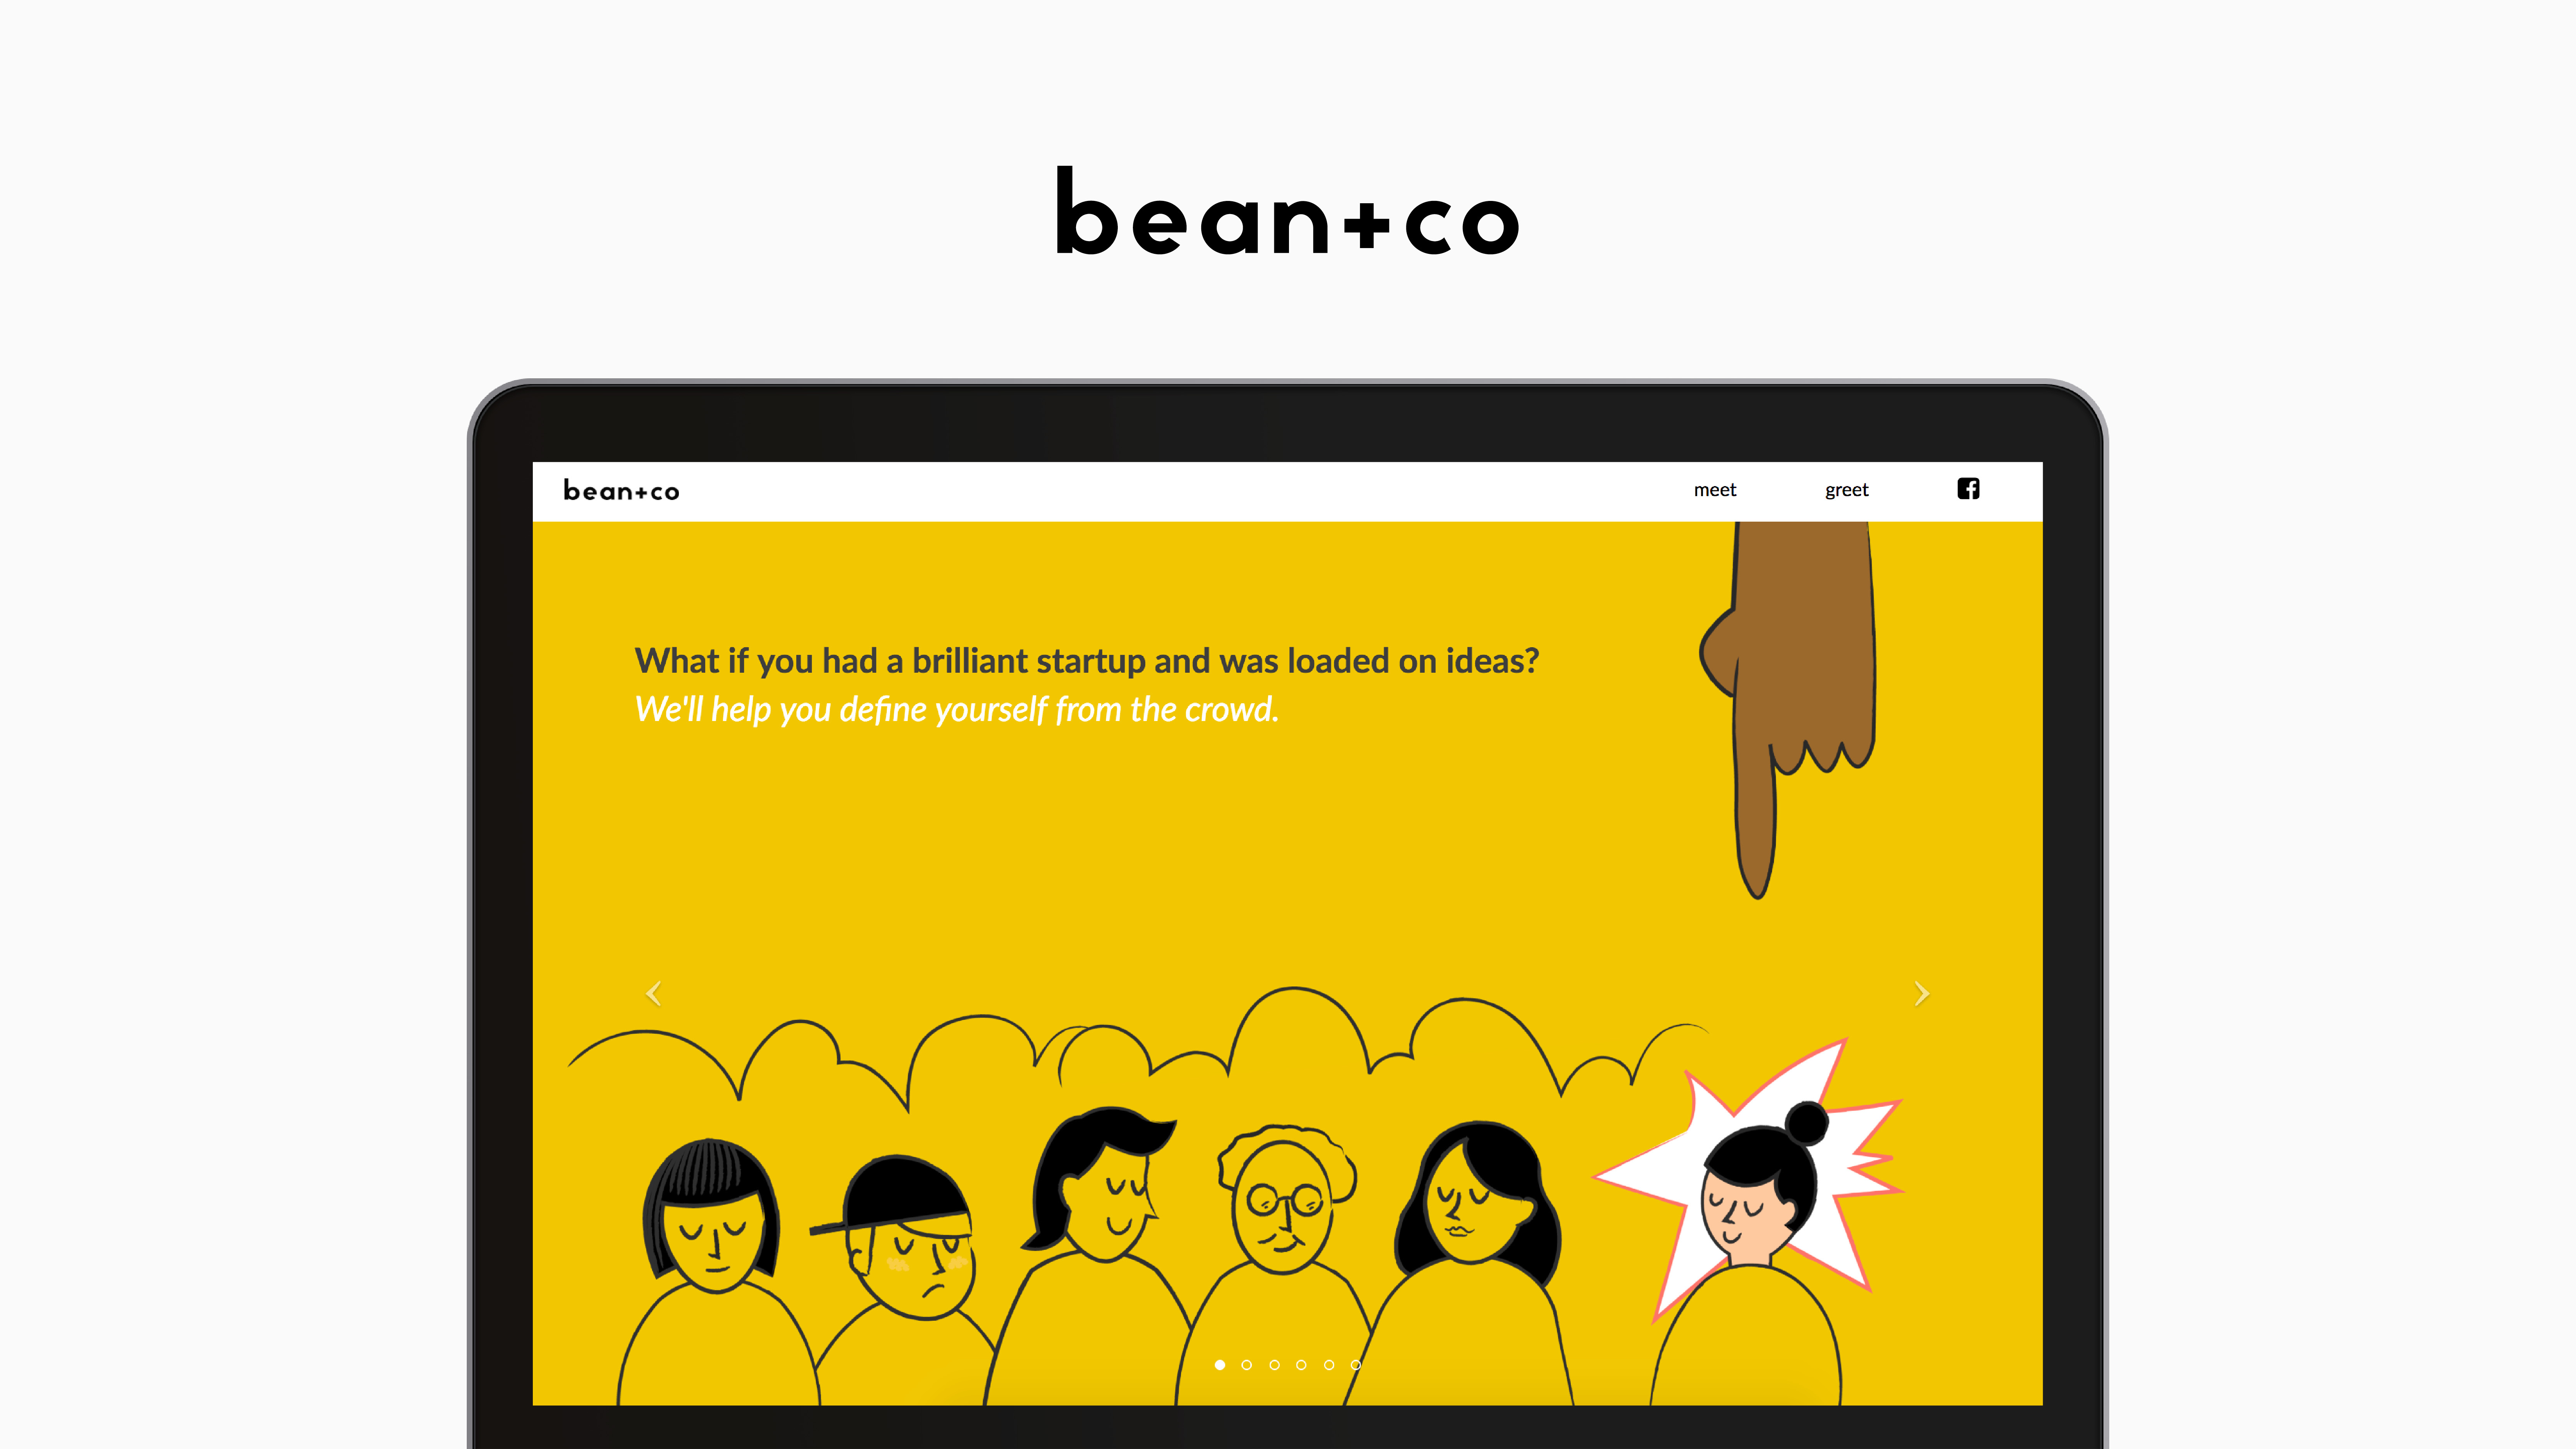 bean+co
bean+co
meet
greet
What if you had a brilliant startup and was loaded on ideas?
We'll help you define yourself from the crowd.